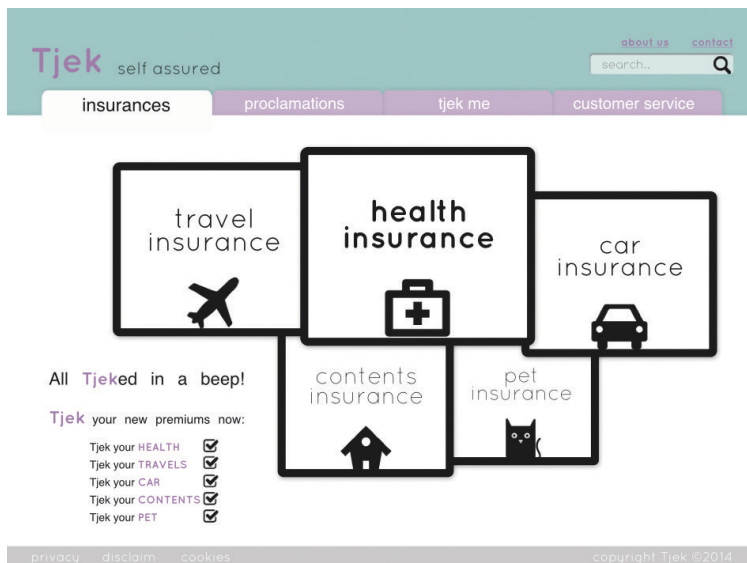 about us contact
Tjek self assured
search..
insurances proclamations tjek me customer service
travel
insurance
health
insurance
car
insurance
contents
insurance
pet
insurance
All Tjeked in a beep!
Tjek your new premiums now:
Tjek your HEALTH
Tjek your TRAVELS
Tjek your CAR
Tjek your CONTENTS
Tjek your PET
privacy disclaim cookies copyright Tjek ©2014